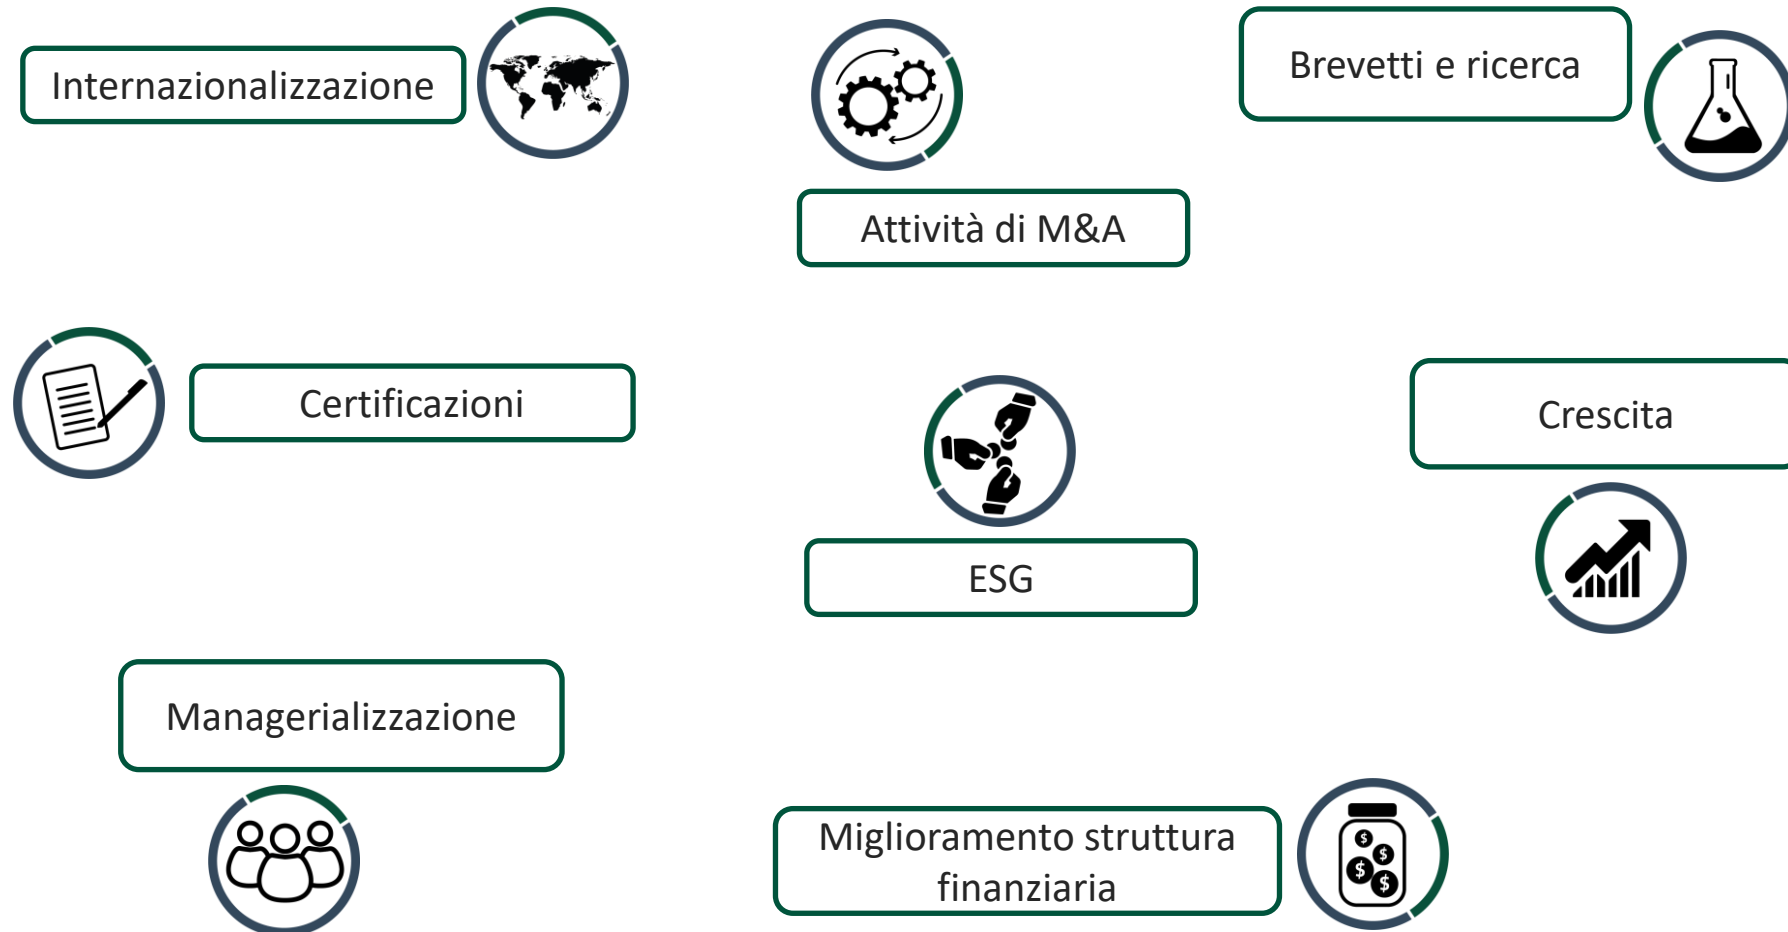 Internazionalizzazione
Brevetti e ricerca
Attività di M&A
Certificazioni
Crescita
ESG
Managerializzazione
Miglioramento struttura
finanziaria
$
$
$
$